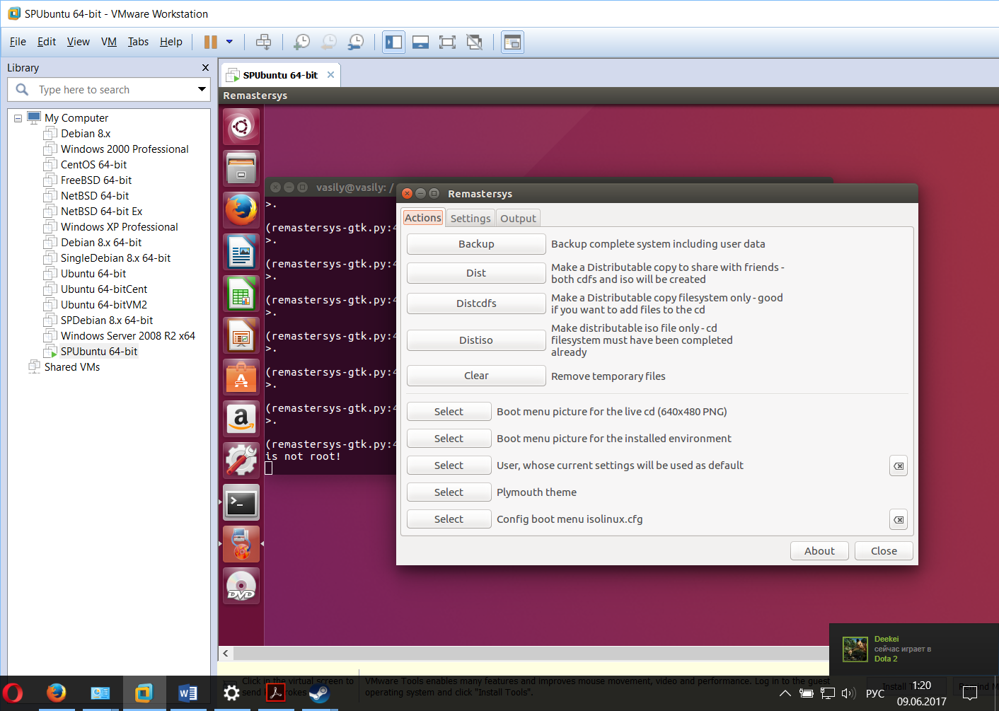 SPUbuntu 64-bit - VMware Workstation
File Edit View VM Tabs Help
Library
Type here to search
My Computer
Debian 8.x
Windows 2000 Professional
CentOS 64-bit
FreeBSD 64-bit
NetBSD 64-bit
NetBSD 64-bit Ex
Windows XP Professional
Debian 8.x 64-bit
SingleDebian 8.x 64-bit
Ubuntu 64-bit
Ubuntu 64-bitCent
Ubuntu 64-bitVM2
SPDebian 8.x 64-bit
Windows Server 2008 R2 x64
SPUbuntu 64-bit
Shared VMs
SPUbuntu 64-bit
Remastersys
vasily@vasily: /
>.
(remastersys-gtk.py:4
>.
(remastersys-gtk.py:4
>.
(remastersys-gtk.py:4
>.
(remastersys-gtk.py:4
>.
(remastersys-gtk.py:4
>.
(remastersys-gtk.py:4
>.
(remastersys-gtk.py:4
is not root!
Remastersys
Actions Settings Output
Backup Backup complete system including user data
Dist Make a Distributable copy to share with friends -
both cdfs and iso will be created
Distcdfs Make a Distributable copy filesystem only - good
if you want to add files to the cd
Distiso Make distributable iso file only - cd
filesystem must have been completed
already
Clear Remove temporary files
Select Boot menu picture for the live cd (640x480 PNG)
Select Boot menu picture for the installed environment
Select User, whose current settings will be used as default
Select Plymouth theme
Select Config boot menu isolinux.cfg
About Close
DVD
Deekei
сейчас играет в
Dota 2
Click in the virtual screen to
send
VMware Tools enables many features and improves mouse movement, video and performance. Log in to the guest
operating system and click "Install Tools".
РУС
1:20
09.06.2017